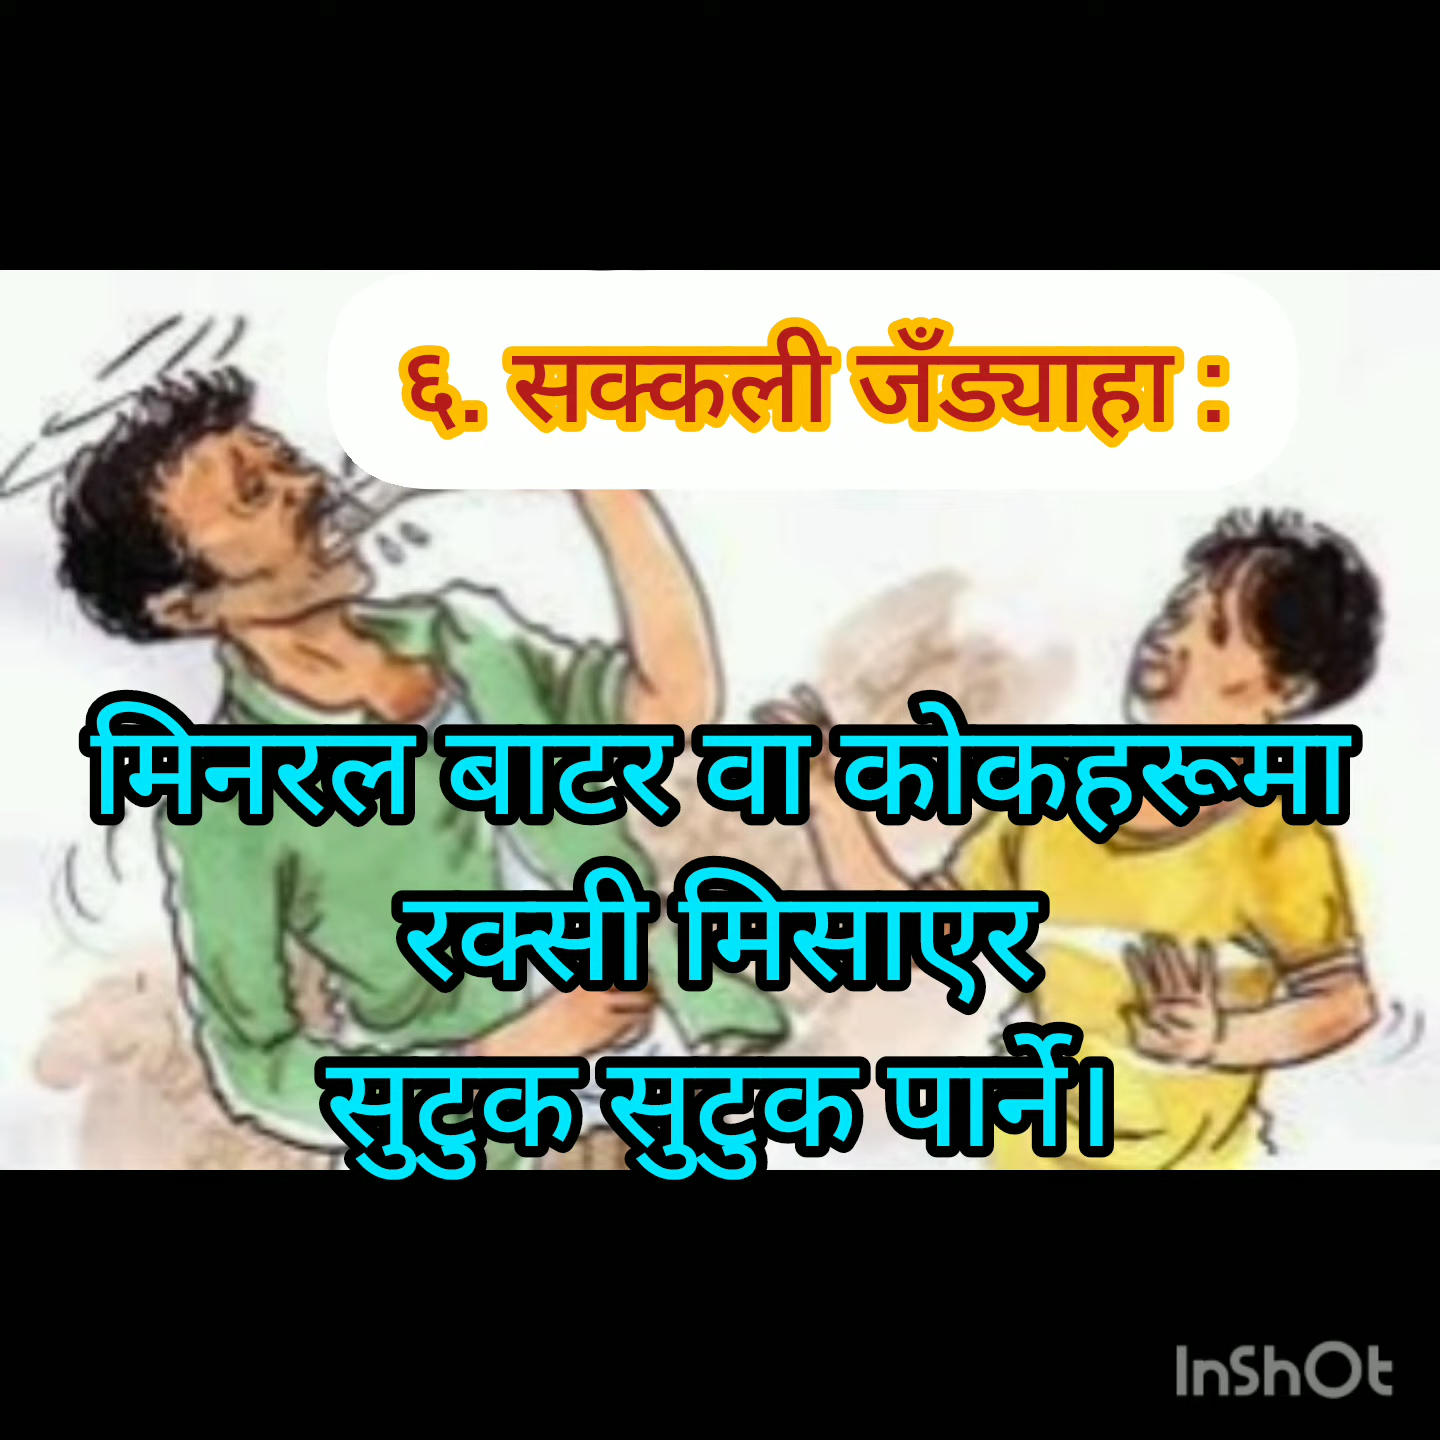 ६. सक्कली जँड्याहा :
मिनरल बाटर वा कोकहरूमा
रक्सी मिसाएर
सुटुक सुटुक पार्ने।
InShOt